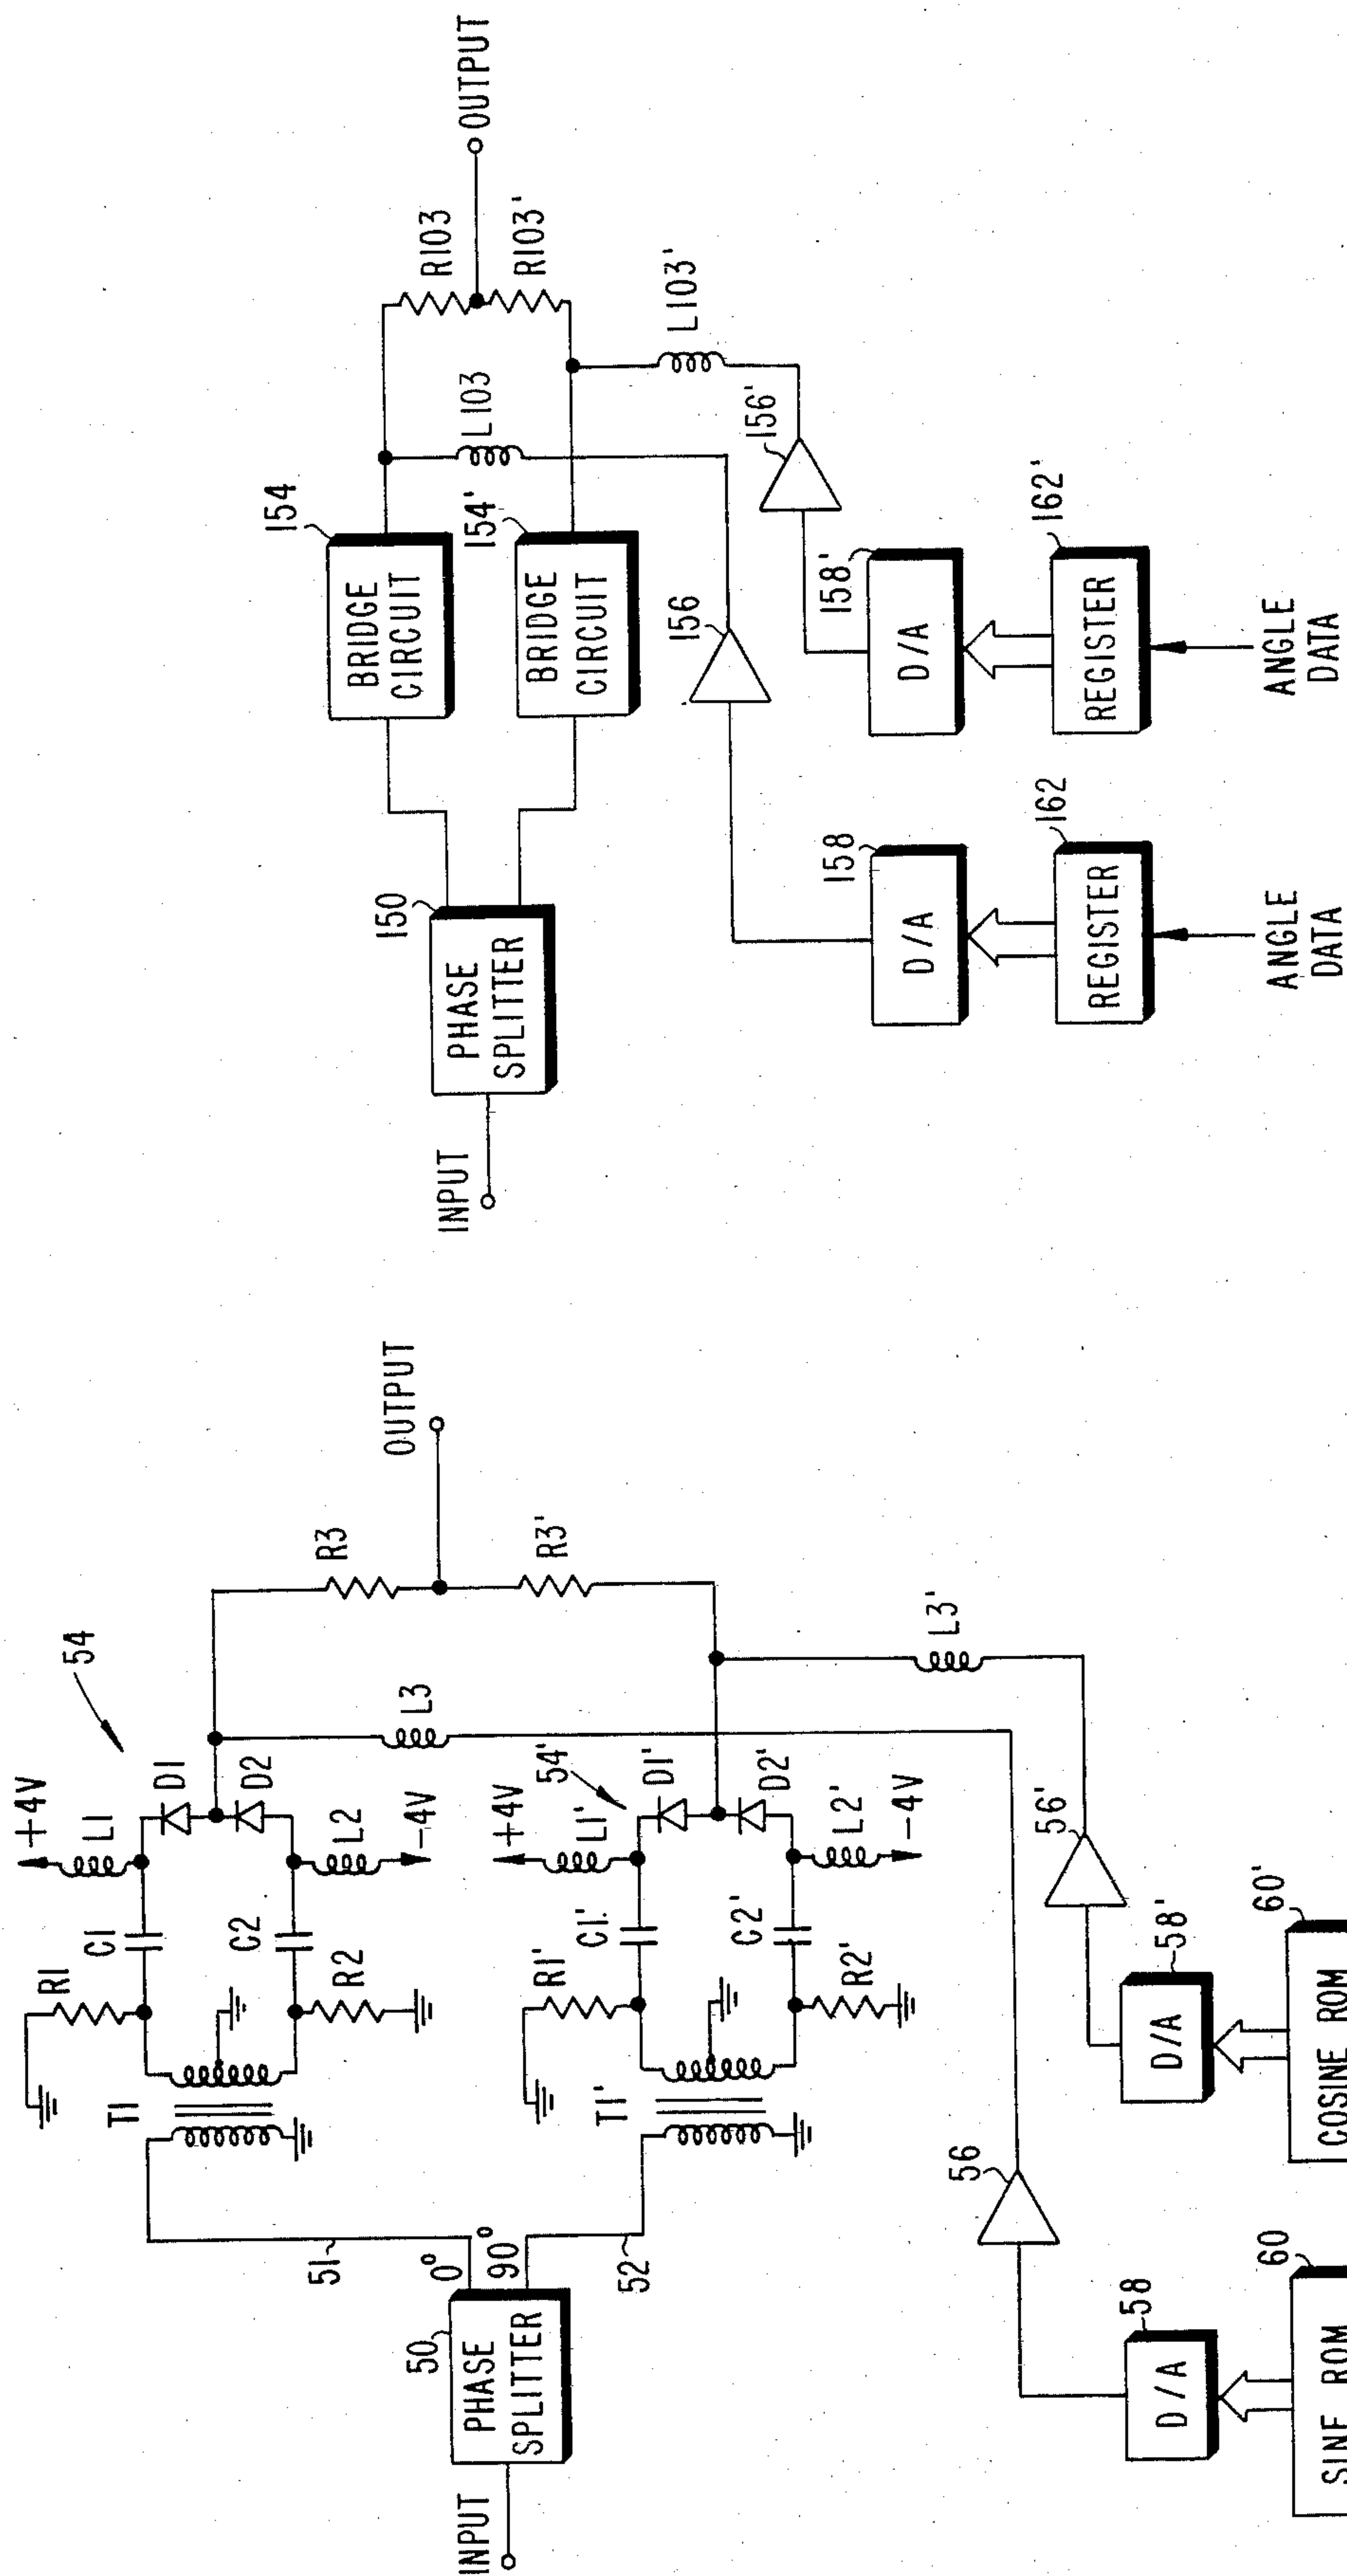 INPUT
PHASE
SPLITTER
50
0°
90°
51
52
T1
R1
C1
L1
+4V
D1
D2
C2
R2
L2
-4V
54
T1'
R1'
C1'
L1'
+4V
54'
D1'
D2'
C2'
R2'
L2'
-4V
L3
R3
R3'
OUTPUT
L3'
56
56'
58
D/A
58'
D/A
60
SINE ROM
60'
COSINE ROM
INPUT
PHASE
SPLITTER
150
BRIDGE
CIRCUIT
154
BRIDGE
CIRCUIT
154'
L103
R103
R103'
OUTPUT
L103'
156
156'
158
D/A
158'
D/A
162
REGISTER
162'
REGISTER
ANGLE
DATA
ANGLE
DATA